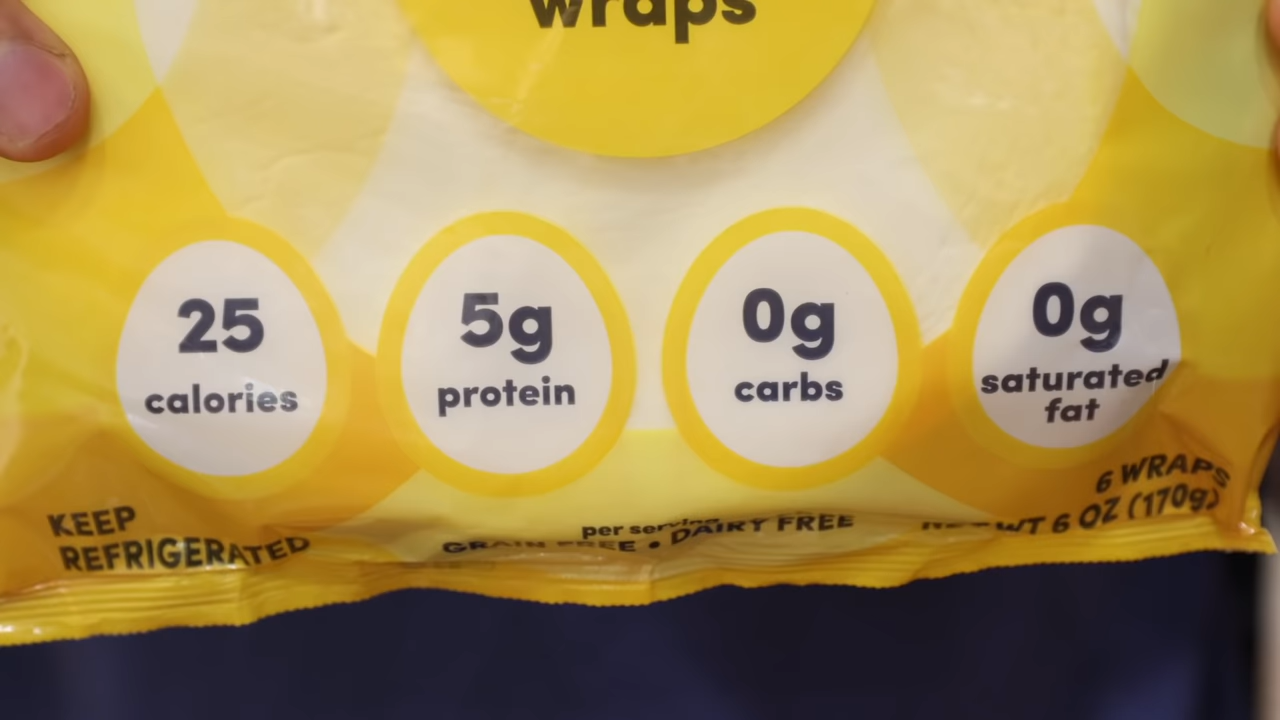 wraps
25
calories
5g
protein
0g
carbs
0g
saturated
fat
KEEP
REFRIGERATED
per serving
GRAIN FREE • DAIRY FREE
6 WRAPS
NET WT 6 OZ (170g)